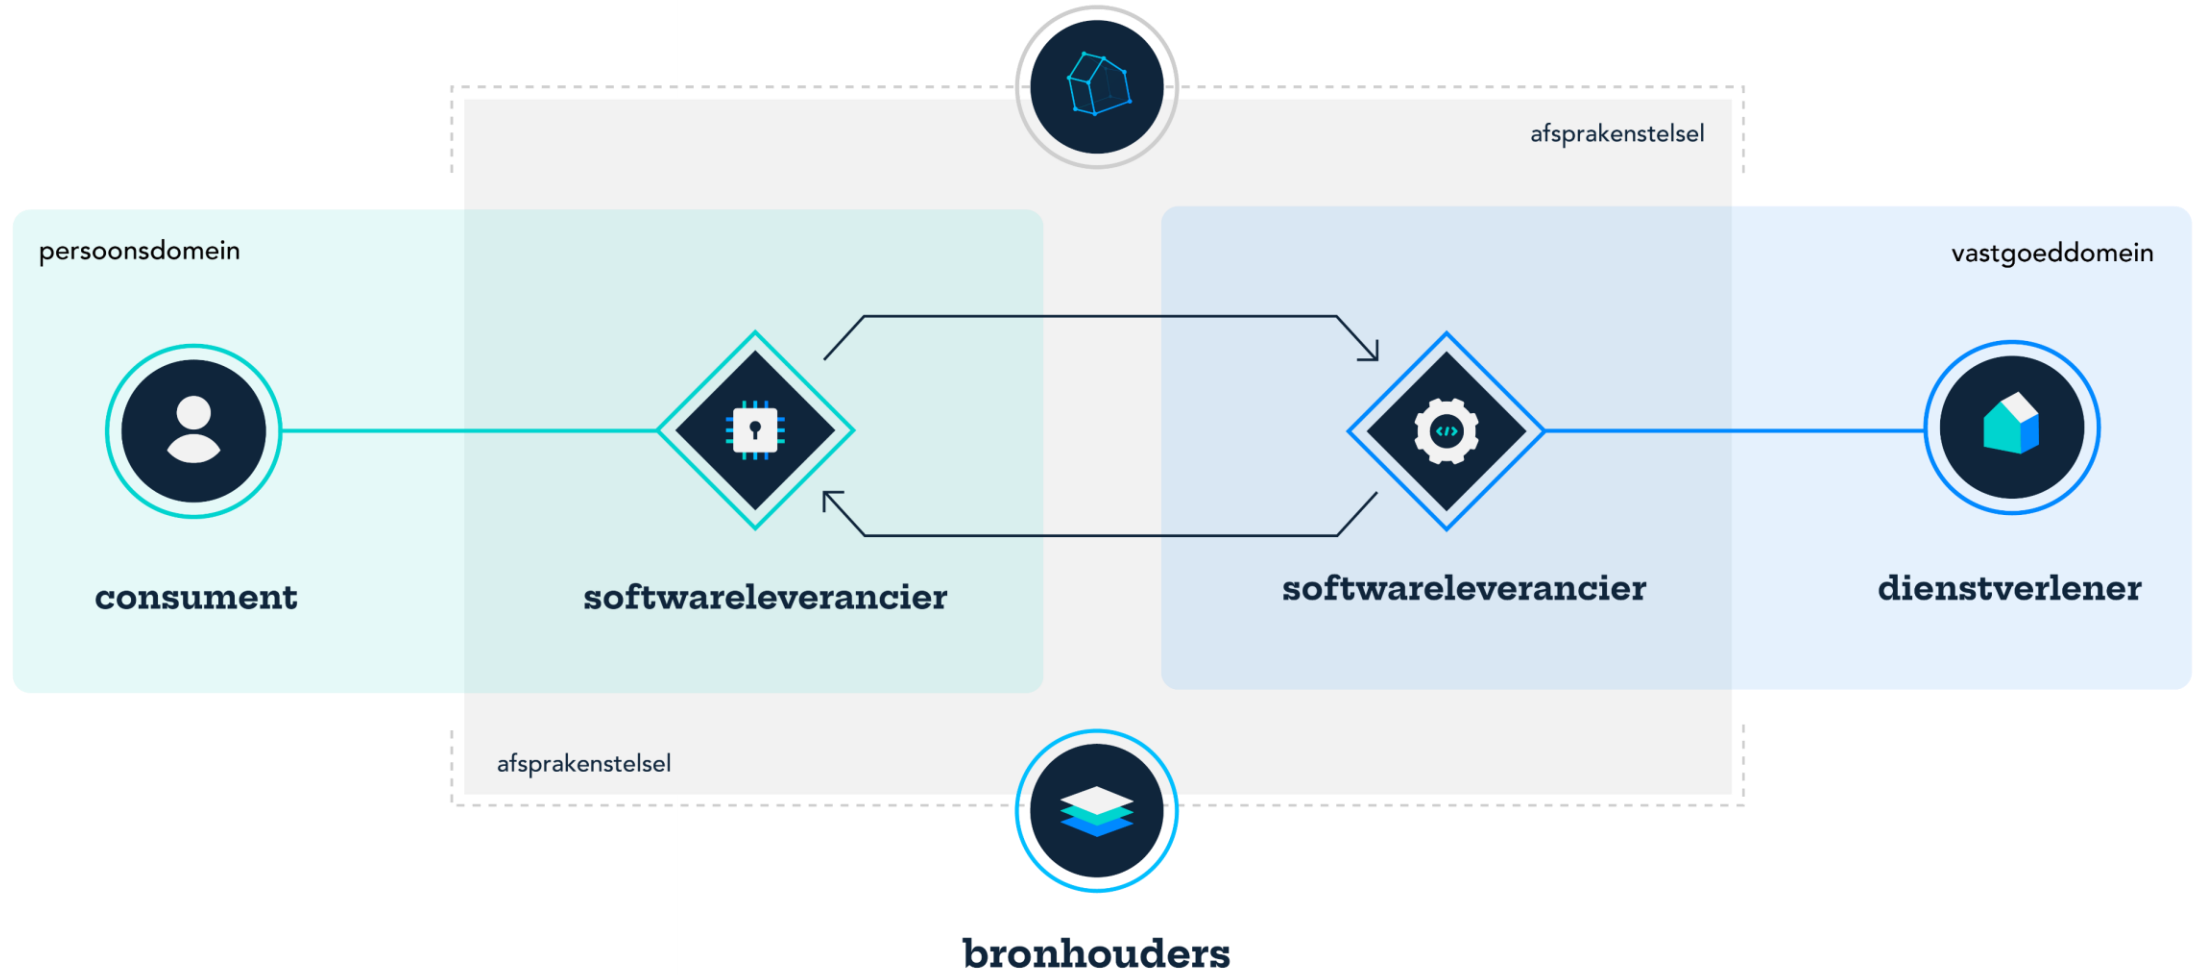 afsprakenstelsel
persoonsdomein
vastgoeddomein
consument
softwareleverancier
softwareleverancier
dienstverlener
afsprakenstelsel
bronhouders